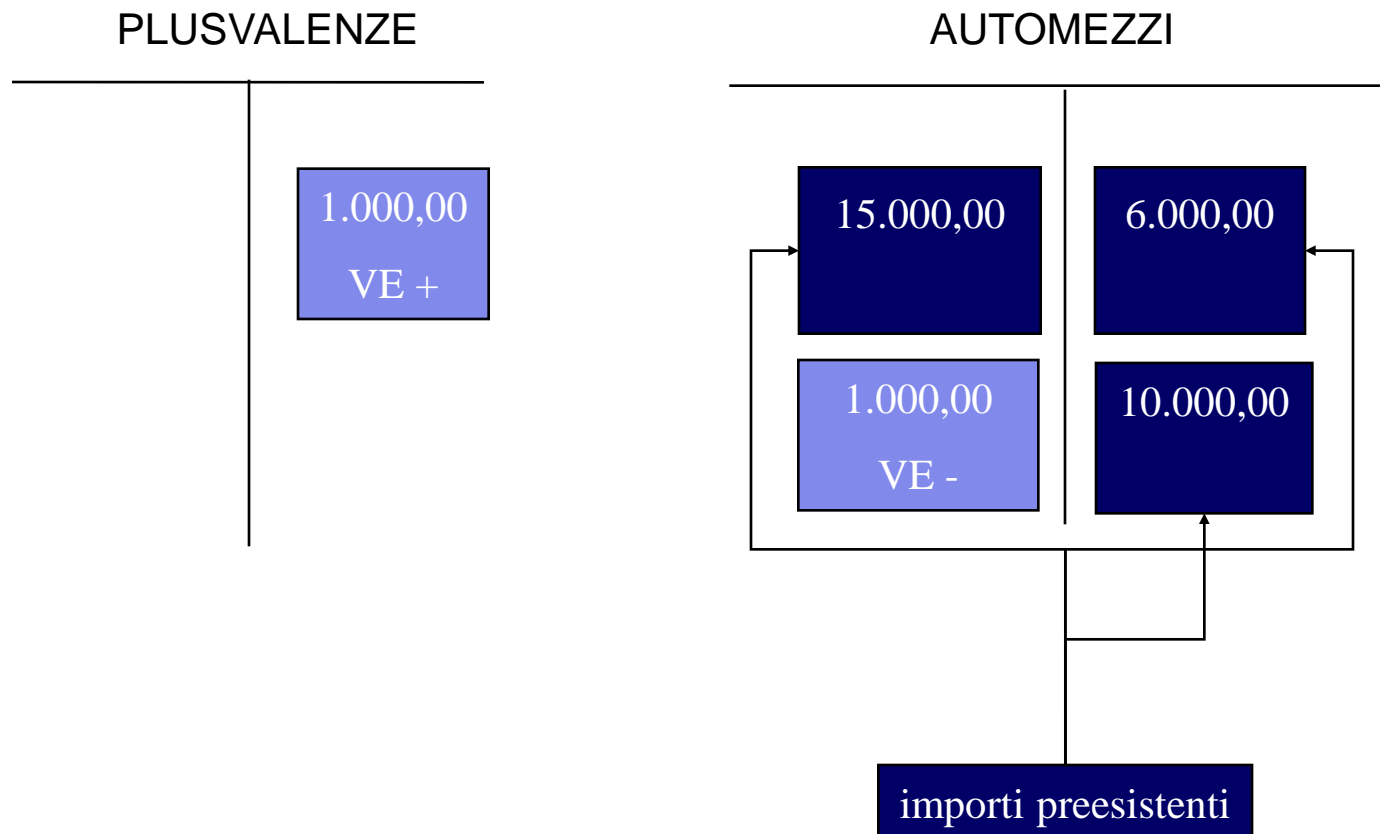 PLUSVALENZE
AUTOMEZZI
1.000,00
VE +
15.000,00
6.000,00
1.000,00
VE -
10.000,00
importi preesistenti